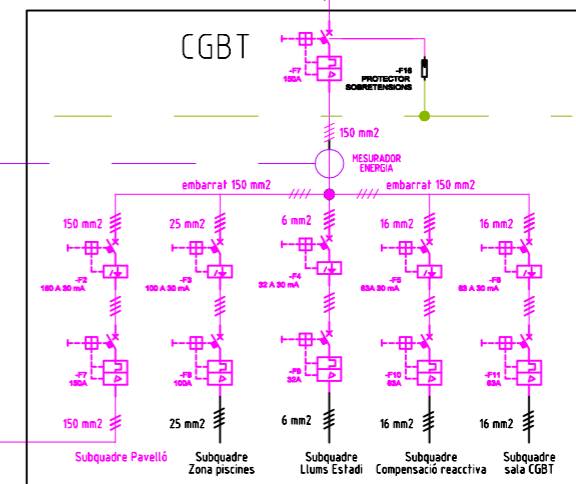 CGBT
-F7
150A
-F16
PROTECTOR
SOBRETENSIONS
150 mm2
MESURADOR
ENERGÍA
embarrat 150 mm2
embarrat 150 mm2
150 mm2
25 mm2
6 mm2
16 mm2
16 mm2
-F2
160 A 30 mA
-F3
100 A 30 mA
-F4
32 A 30 mA
-F5
63A 30 mA
-F6
63 A 30 mA
-F7
150A
-F8
100A
-F9
32A
-F10
63A
-F11
63A
150 mm2
25 mm2
6 mm2
16 mm2
16 mm2
Subquadre Pavelló
Subquadre
Zona piscines
Subquadre
Llums Estadi
Subquadre
Compensació reacctiva
Subquadre
sala CGBT